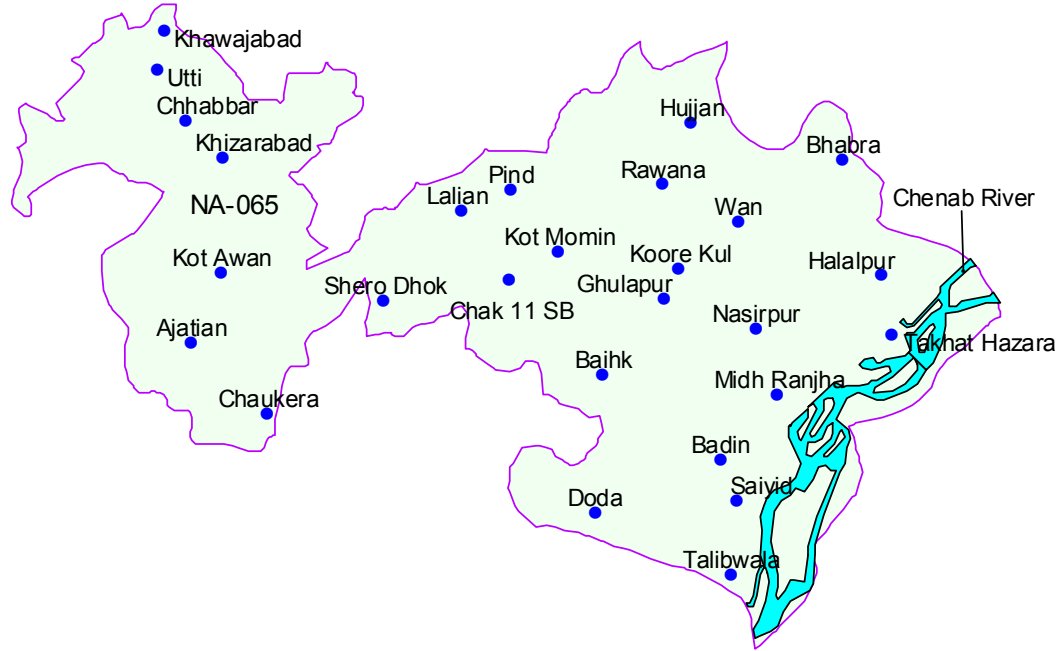 Khawajabad
Utti
Chhabbar
Khizarabad
NA-065
Kot Awan
Ajatian
Chaukera
Hujjan
Bhabra
Rawana
Pind
Lalian
Wan
Chenab River
Kot Momin
Koore Kul
Halalpur
Shero Dhok
Ghulapur
Chak 11 SB
Nasirpur
Takhat Hazara
Baihk
Midh Ranjha
Badin
Saiyid
Doda
Talibwala